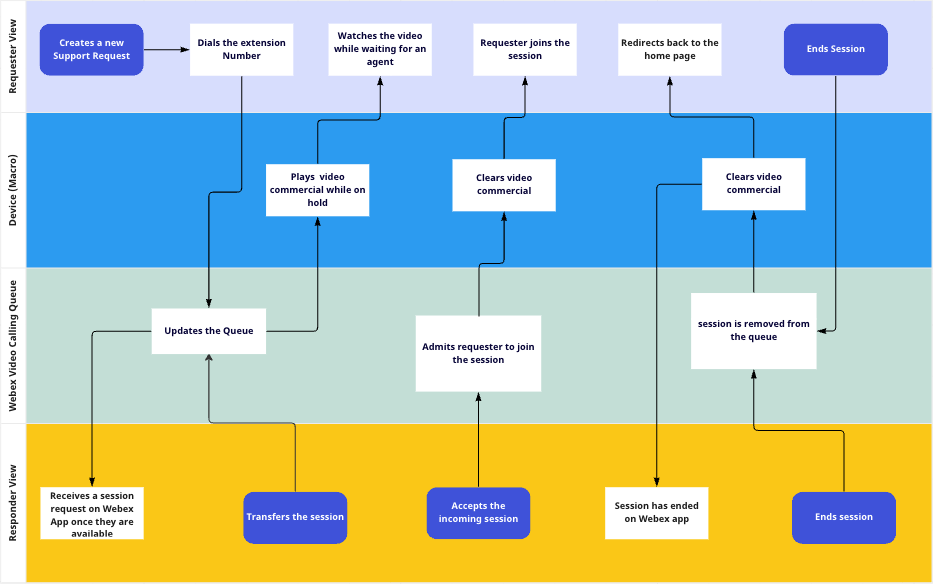 Requester View
Creates a new
Support Request
Dials the extension
Number
Watches the video
while waiting for an
agent
Requester joins the
session
Redirects back to the
home page
Ends Session
Device (Macro)
Plays video
commercial while on
hold
Clears video
commercial
Clears video
commercial
Webex Video Calling Queue
Updates the Queue
Admits requester to join
the session
session is removed from
the queue
Responder View
Receives a session
request on Webex
App once they are
available
Transfers the session
Accepts the
incoming session
Session has ended
on Webex app
Ends session